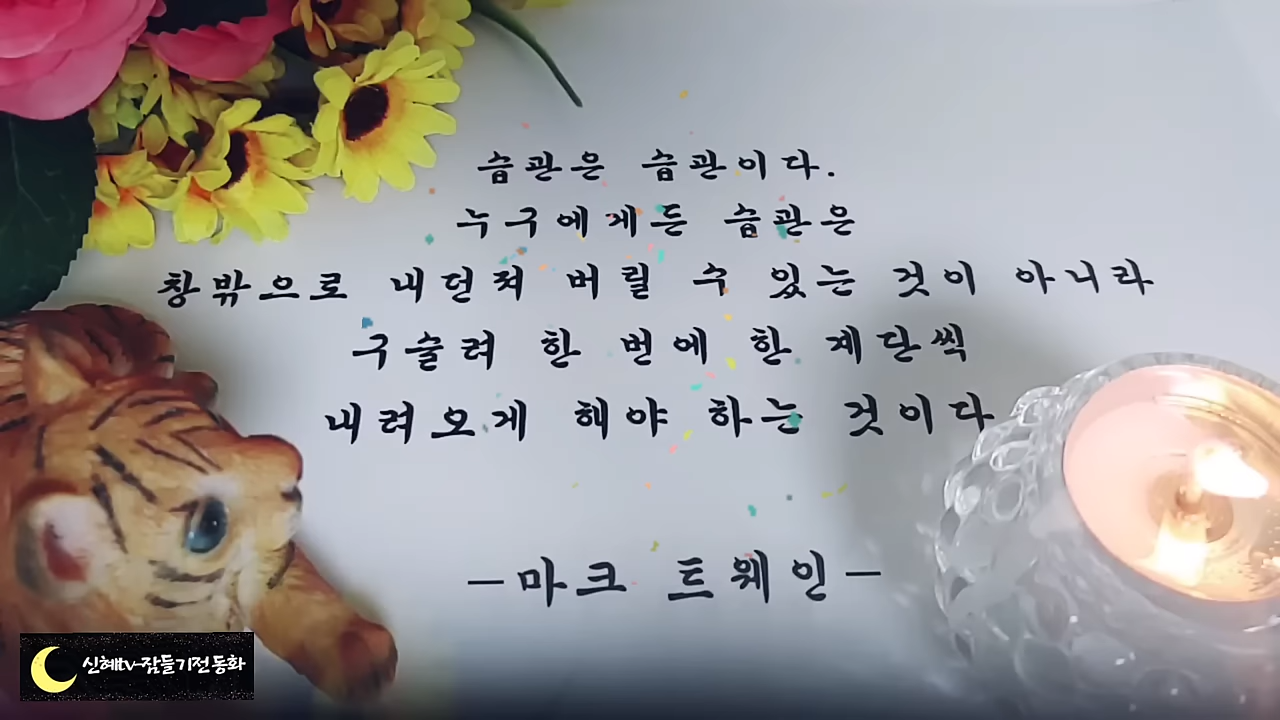 습관은 습관이다.
누구에게든 습관은
창밖으로 내던져 버릴 수 있는 것이 아니라
구슬려 한 번에 한 계단씩
내려오게 해야 하는 것이다
-마크 트웨인-
신혜tv-잠들기전동화